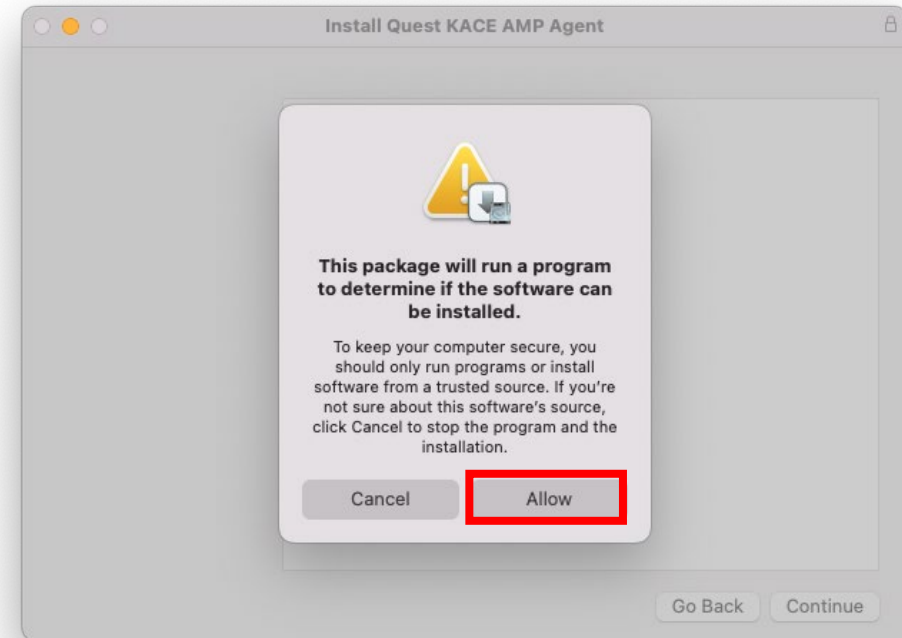 Install Quest KACE AMP Agent
This package will run a program
to determine if the software can
be installed.
To keep your computer secure, you
should only run programs or install
software from a trusted source. If you're
not sure about this software's source,
click Cancel to stop the program and the
installation.
Cancel
Allow
Go Back
Continue